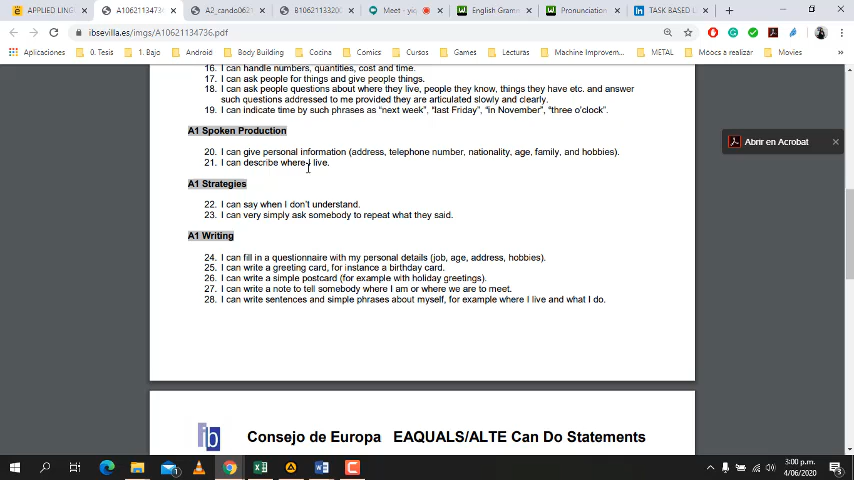 APPLIED LING
A1062113473
A2_cando0621
B1062113320
Meet - yiq
English Gram
Pronunciation
TASK BASED L
ibsevilla.es/imgs/A10621134736.pdf
Aplicaciones
0. Tesis
1. Bajo
Android
Body Building
Cocina
Comics
Cursos
Games
Lecturas
Machine Improvem...
METAL
Moocs a realizar
Movies
16. I can handle numbers, quantities, cost and time.
17. I can ask people for things and give people things.
18. I can ask people questions about where they live, people they know, things they have etc. and answer
such questions addressed to me provided they are articulated slowly and clearly.
19. I can indicate time by such phrases as “next week”, “last Friday”, “in November”, “three o’clock”.
A1 Spoken Production
Abrir en Acrobat
20. I can give personal information (address, telephone number, nationality, age, family, and hobbies).
21. I can describe where I live.
A1 Strategies
22. I can say when I don’t understand.
23. I can very simply ask somebody to repeat what they said.
A1 Writing
24. I can fill in a questionnaire with my personal details (job, age, address, hobbies).
25. I can write a greeting card, for instance a birthday card.
26. I can write a simple postcard (for example with holiday greetings).
27. I can write a note to tell somebody where I am or where we are to meet.
28. I can write sentences and simple phrases about myself, for example where I live and what I do.
ib
Consejo de Europa EAQUALS/ALTE Can Do Statements
3:00 p.m.
4/06/2020